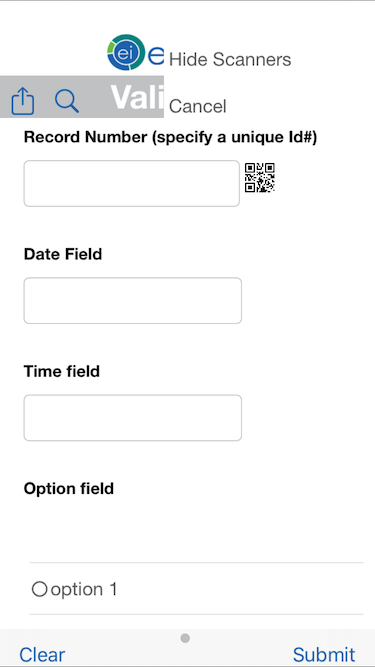 ei e
Hide Scanners
Vali
Cancel
Record Number (specify a unique Id#)
Date Field
Time field
Option field
option 1
Clear
Submit